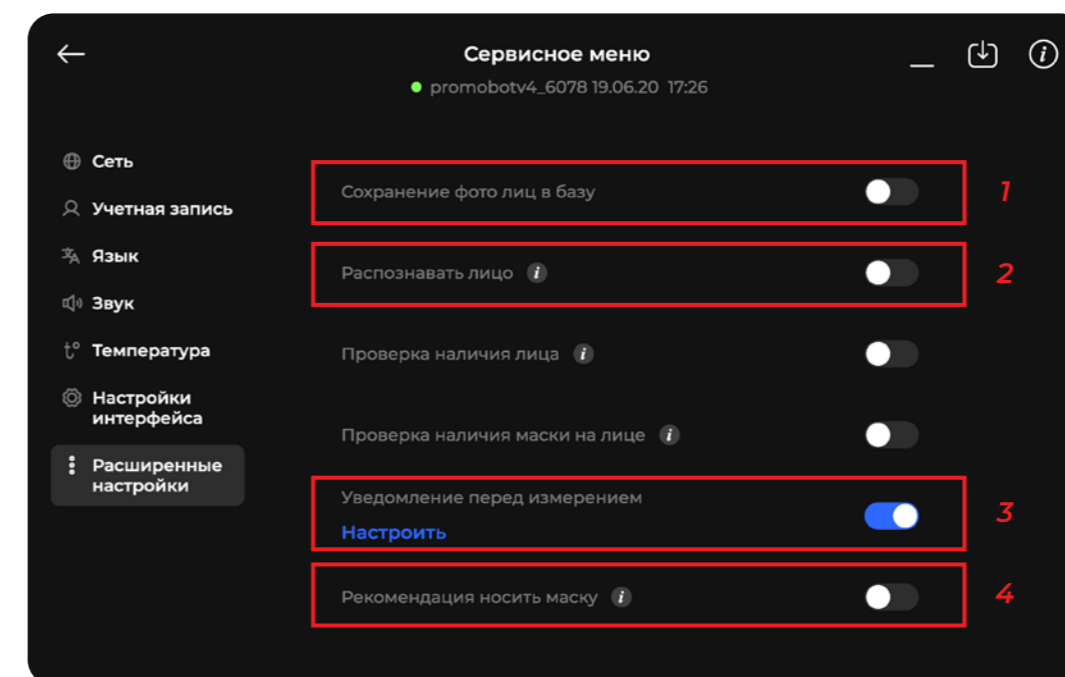 Сервисное меню
promobotv4_6078 19.06.20 17:26
Сеть
Учетная запись
Язык
Звук
Температура
Настройки
интерфейса
Расширенные
настройки
Сохранение фото лиц в базу
1
Распознавать лицо
2
Проверка наличия лица
Проверка наличия маски на лице
Уведомление перед измерением
Настроить
3
Рекомендация носить маску
4